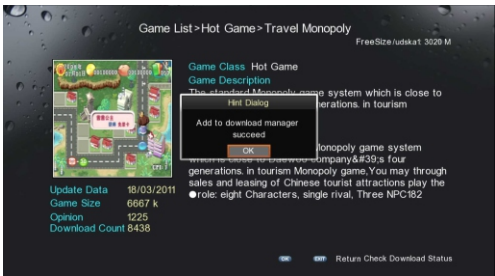 Game List>Hot Game>Travel Monopoly
FreeSize/udska1: 3020 M
Game Class Hot Game
Game Description
The standard Monopoly game system which is close to
nerations. in tourism
Hint Dialog
Add to download manager
succeed
OK
Monopoly game system
which is close to Daewoo company&#39;s four
generations. in tourism Monopoly game,You may through
sales and leasing of Chinese tourist attractions play the
role: eight Characters, single rival, Three NPC182
Update Data 18/03/2011
Game Size 6667 k
Opinion 1225
Download Count 8438
OK EXIT Return Check Download Status